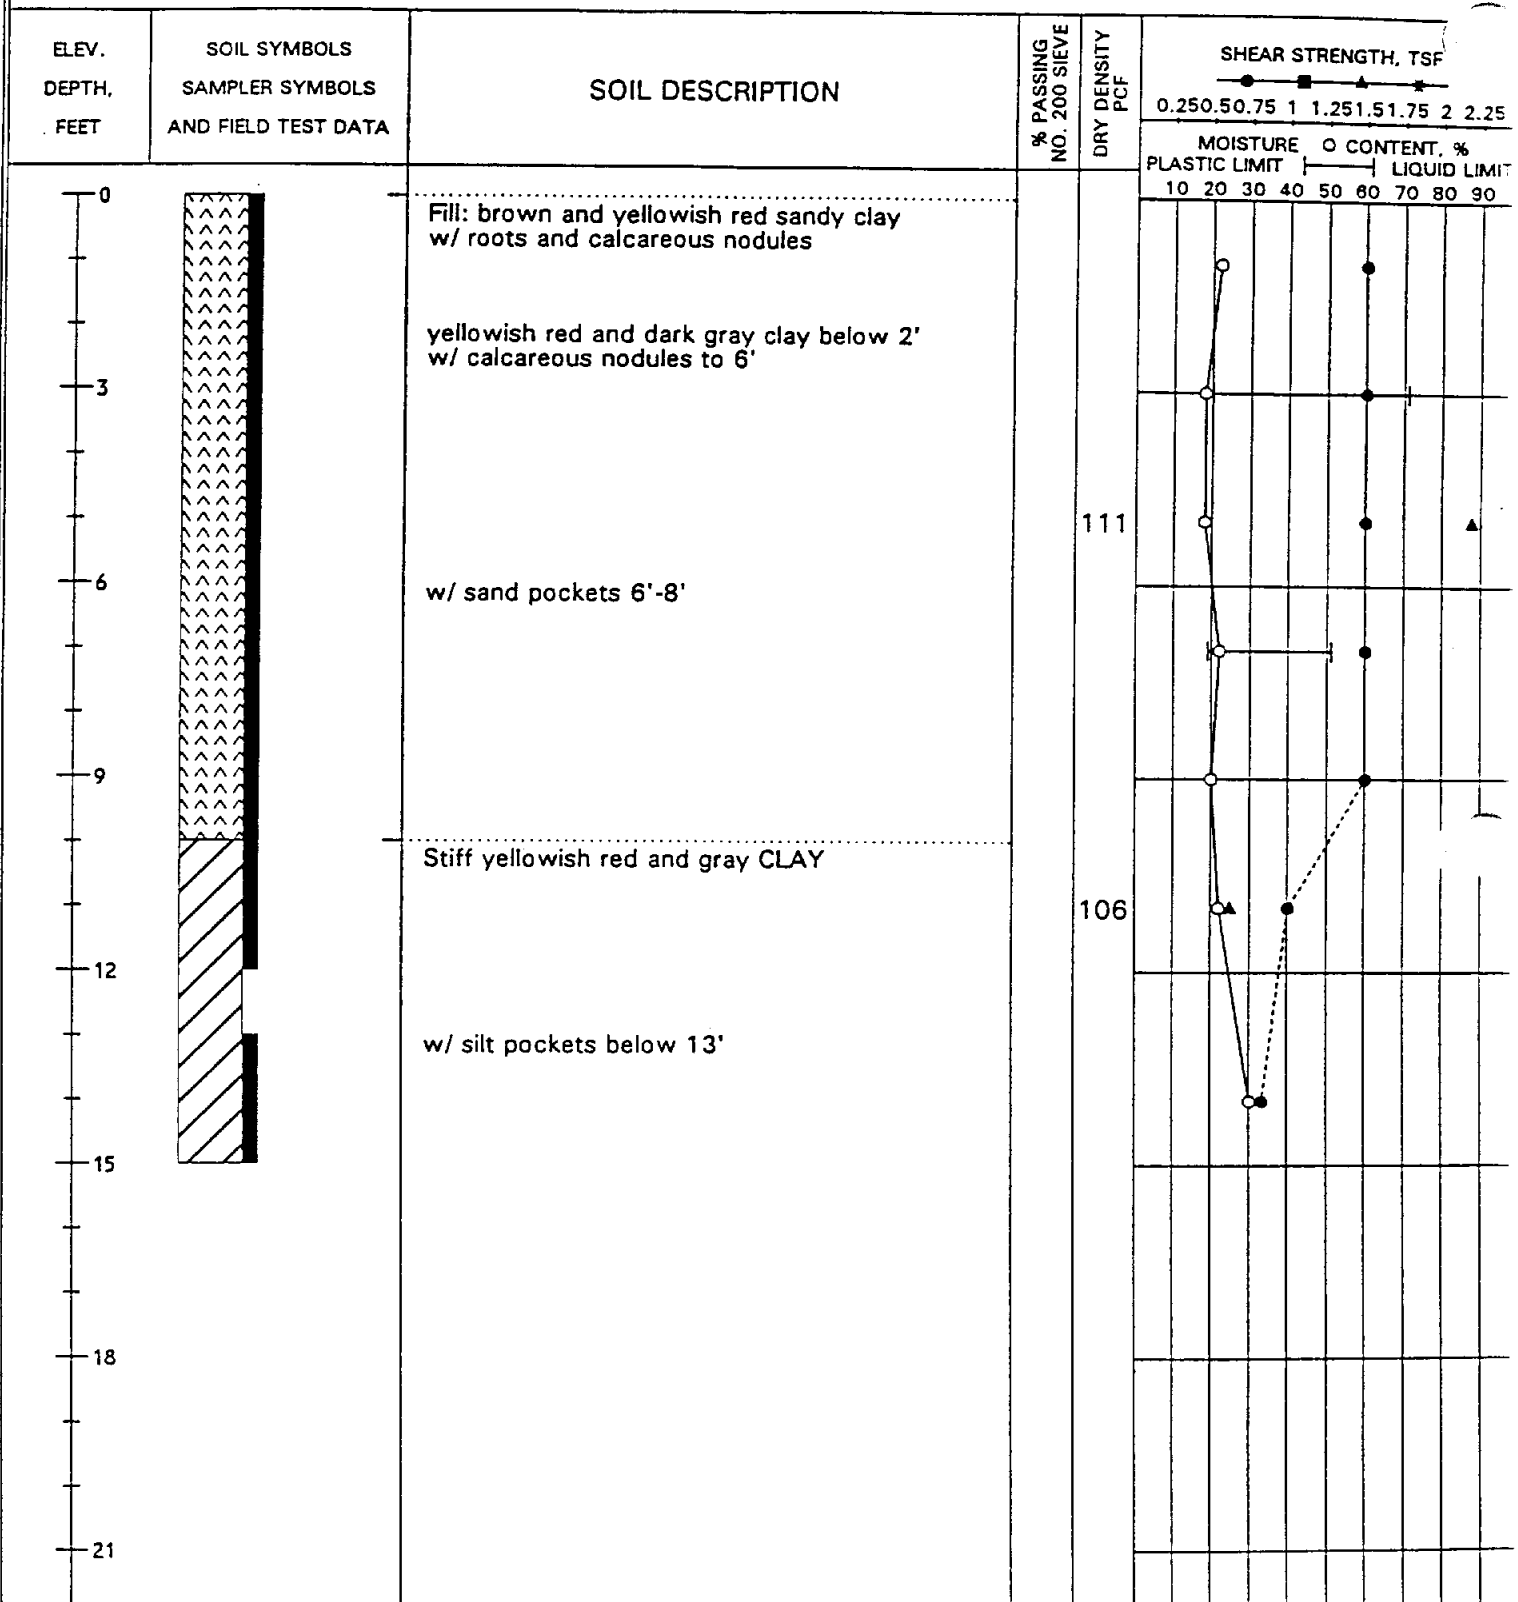 ELEV.
DEPTH,
FEET
SOIL SYMBOLS
SAMPLER SYMBOLS
AND FIELD TEST DATA
SOIL DESCRIPTION
% PASSING
NO. 200 SIEVE
DRY DENSITY
PCF
SHEAR STRENGTH, TSF
0.25 0.5 0.75 1 1.25 1.5 1.75 2 2.25
MOISTURE O CONTENT, %
PLASTIC LIMIT LIQUID LIMIT
10 20 30 40 50 60 70 80 90
0
Fill: brown and yellowish red sandy clay
w/ roots and calcareous nodules
yellowish red and dark gray clay below 2'
w/ calcareous nodules to 6'
3
111
6
w/ sand pockets 6'-8'
9
Stiff yellowish red and gray CLAY
106
12
w/ silt pockets below 13'
15
18
21